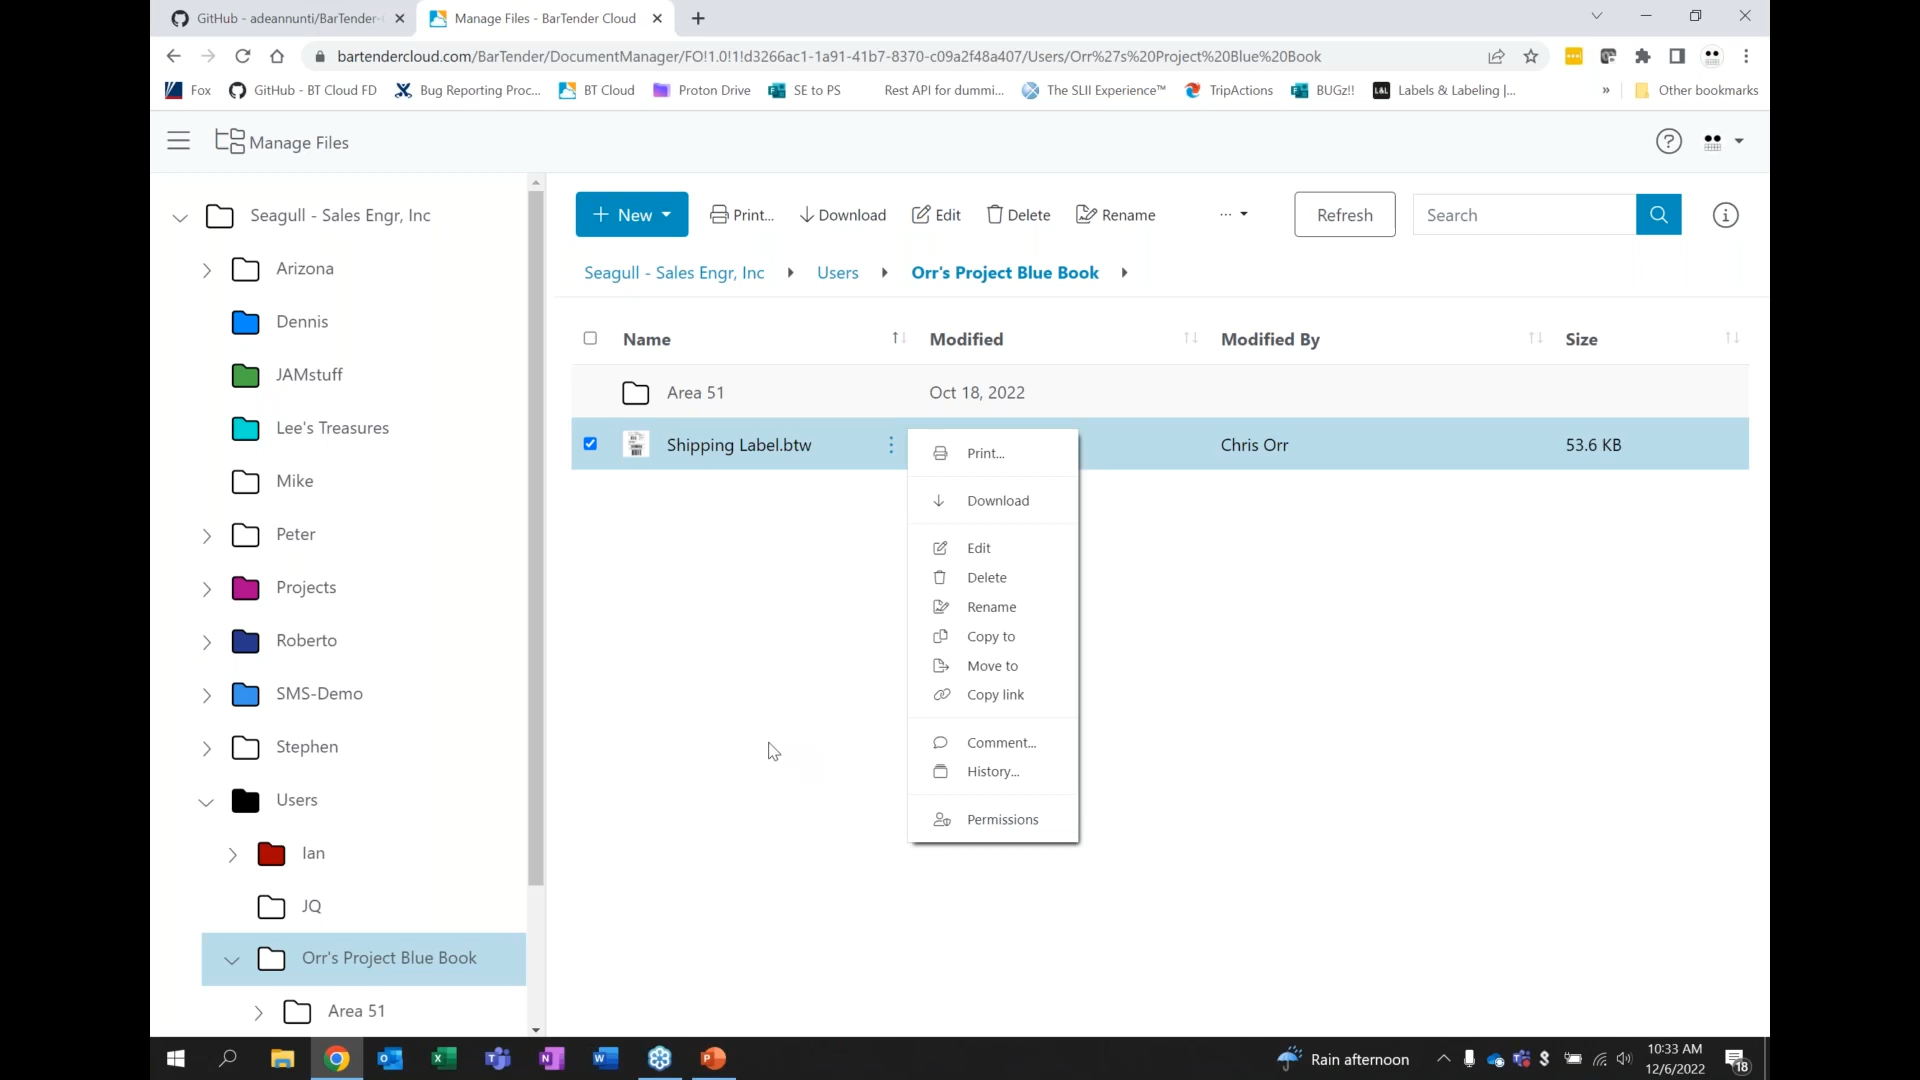 GitHub - adeannunti/BarTender-
Manage Files - BarTender Cloud
bartendercloud.com/BarTender/DocumentManager/FO!1.0!1!d3266ac1-1a91-41b7-8370-c09a2f48a407/Users/Orr%27s%20Project%20Blue%20Book
Fox
GitHub - BT Cloud FD
Bug Reporting Proc...
BT Cloud
Proton Drive
SE to PS
Rest API for dummi...
The SLII Experience™
TripActions
BUGz!!
L&L
Labels & Labeling |...
»
Other bookmarks
Manage Files
?
Seagull - Sales Engr, Inc
Arizona
Dennis
JAMstuff
Lee's Treasures
Mike
Peter
Projects
Roberto
SMS-Demo
Stephen
Users
Ian
JQ
Orr's Project Blue Book
Area 51
+ New
Print...
Download
Edit
Delete
Rename
...
Refresh
Search
Seagull - Sales Engr, Inc
Users
Orr's Project Blue Book
Name
Modified
Modified By
Size
Area 51
Oct 18, 2022
Shipping Label.btw
Chris Orr
53.6 KB
Print...
Download
Edit
Delete
Rename
Copy to
Move to
Copy link
Comment...
History...
Permissions
Rain afternoon
10:33 AM
12/6/2022
18